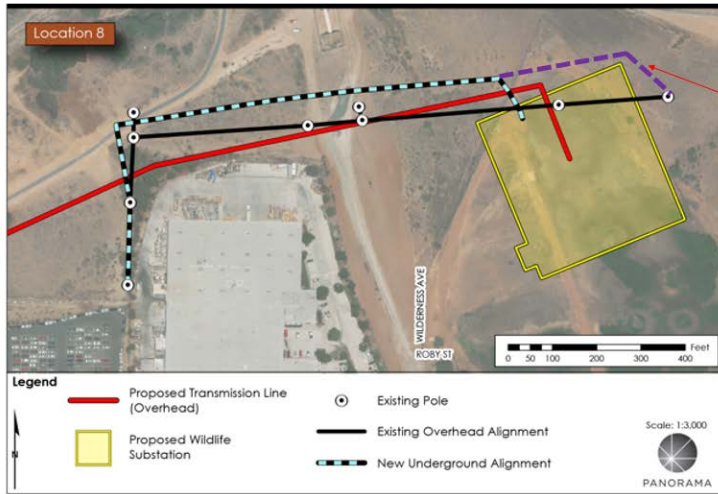 Location 8
WILDERNESS AVE
ROBY ST
Feet
0 25 50 100 200 300 400
Legend
Proposed Transmission Line
(Overhead)
Proposed Wildlife
Substation
Existing Pole
Existing Overhead Alignment
New Underground Alignment
N
Scale: 1:3,000
PANORAMA